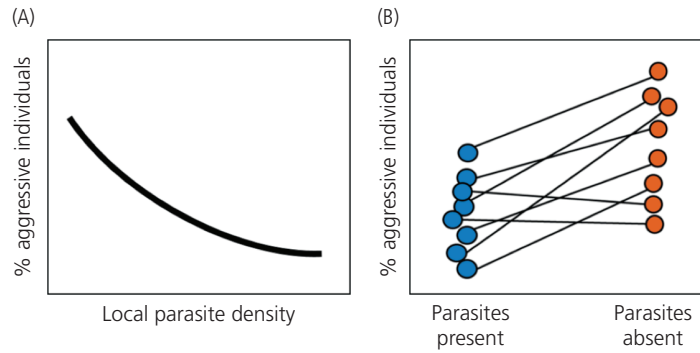 (A)
% aggressive individuals
Local parasite density
(B)
% aggressive individuals
Parasites
present
Parasites
absent